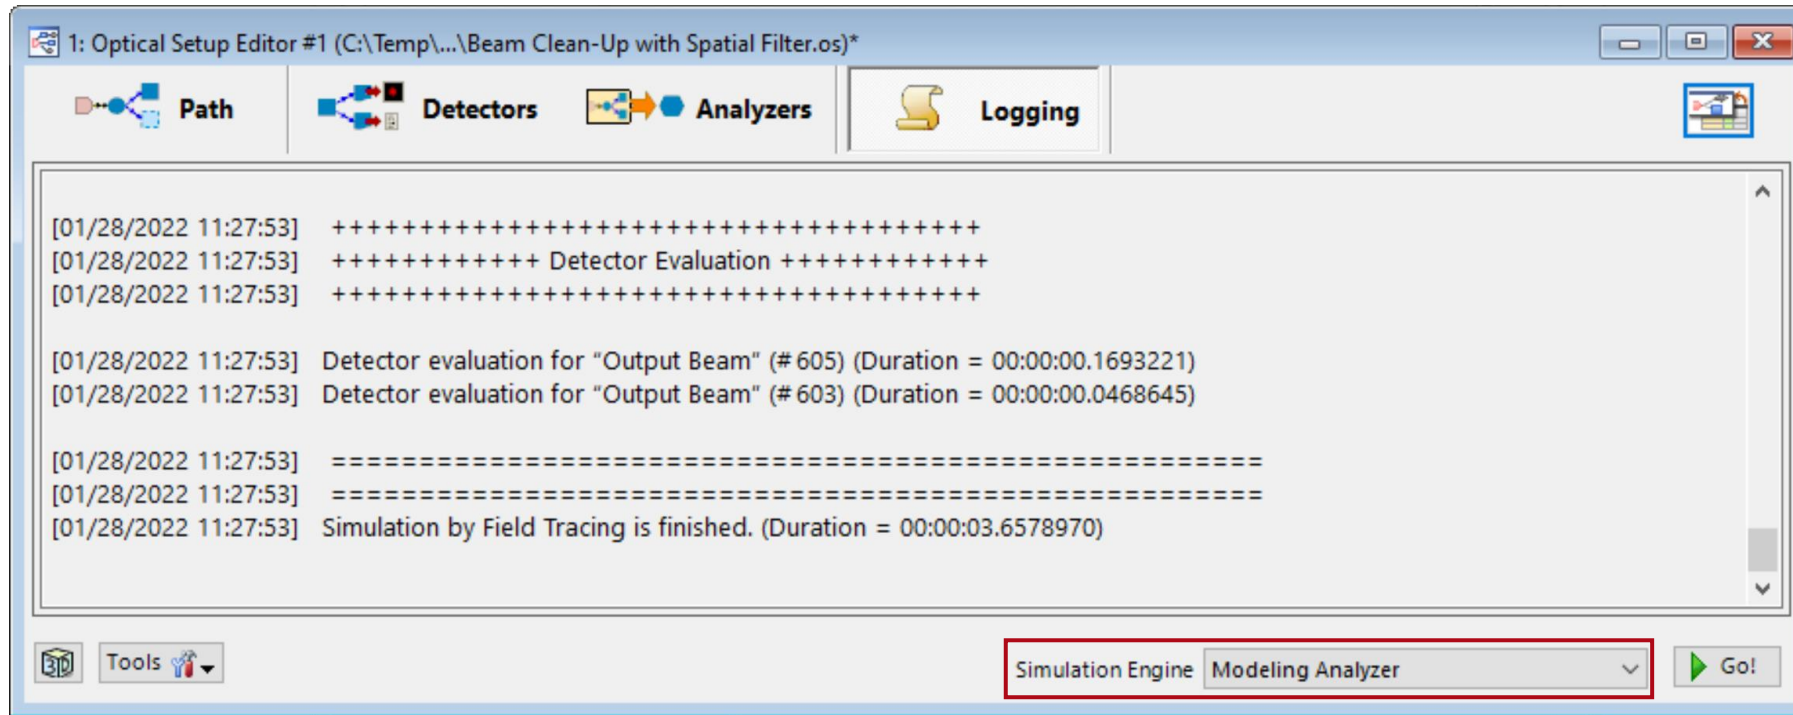 1: Optical Setup Editor #1 (C:\Temp\...\Beam Clean-Up with Spatial Filter.os)*
Path Detectors Analyzers Logging
[01/28/2022 11:27:53] +++++++++++++++++++++++++++++++++++++
[01/28/2022 11:27:53] ++++++++++++ Detector Evaluation ++++++++++++
[01/28/2022 11:27:53] +++++++++++++++++++++++++++++++++++++
[01/28/2022 11:27:53] Detector evaluation for "Output Beam" (# 605) (Duration = 00:00:00.1693221)
[01/28/2022 11:27:53] Detector evaluation for "Output Beam" (# 603) (Duration = 00:00:00.0468645)
[01/28/2022 11:27:53] =====================================================
[01/28/2022 11:27:53] =====================================================
[01/28/2022 11:27:53] Simulation by Field Tracing is finished. (Duration = 00:00:03.6578970)
3D Tools Simulation Engine Modeling Analyzer Go!